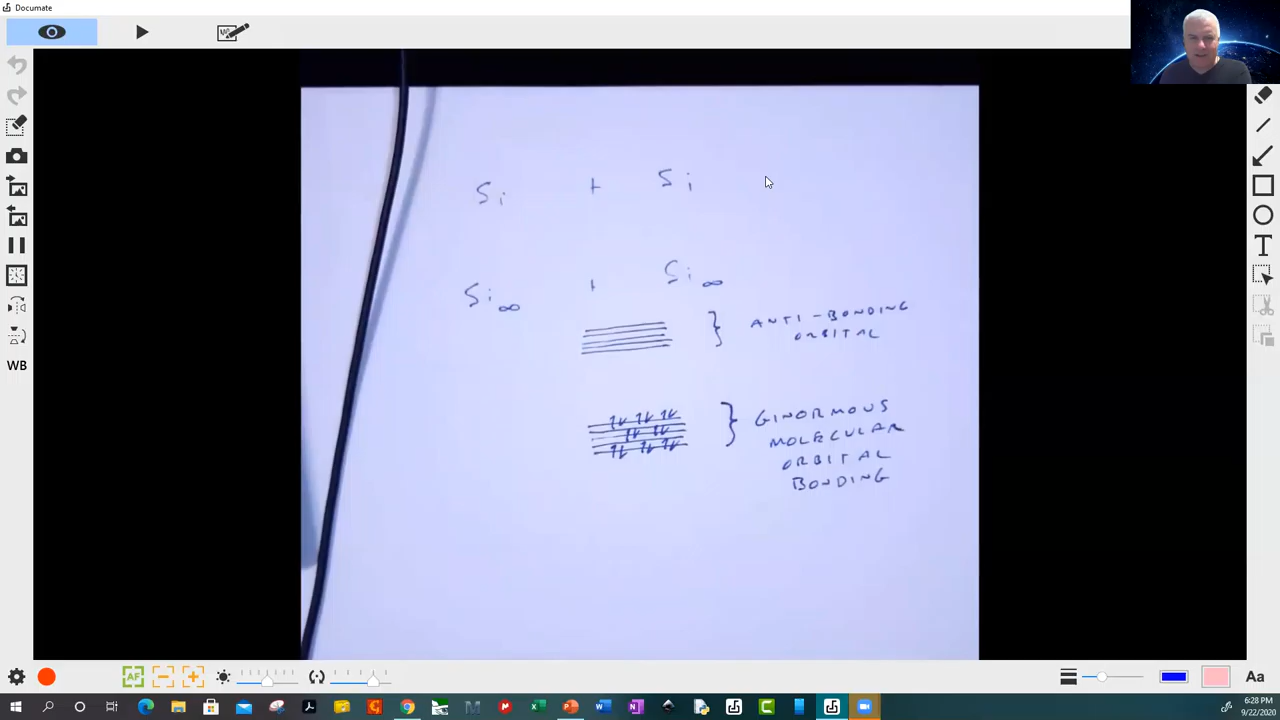 Documate
Si + Si
Si∞ + Si∞
ANTI-BONDING
ORBITAL
GINORMOUS
MOLECULAR
ORBITAL
BONDING
WB
AF
Aa
T
6:28 PM
9/22/2020